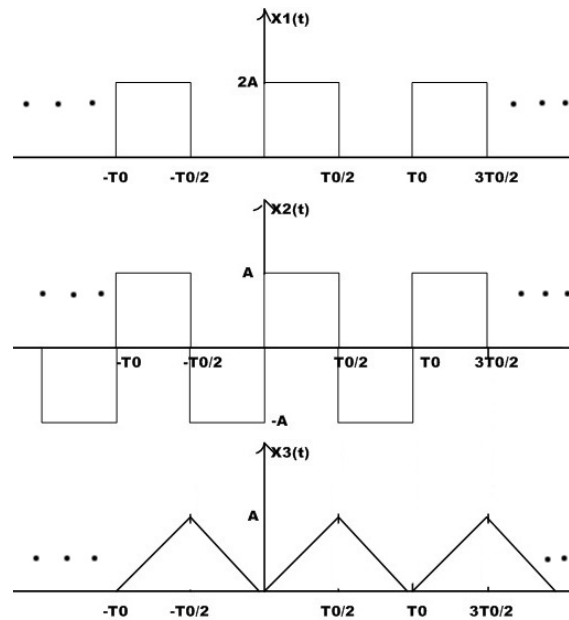 X1(t)
2A
-T0 -T0/2 T0/2 T0 3T0/2
X2(t)
A
-T0 -T0/2 T0/2 T0 3T0/2
-A
X3(t)
A
-T0 -T0/2 T0/2 T0 3T0/2